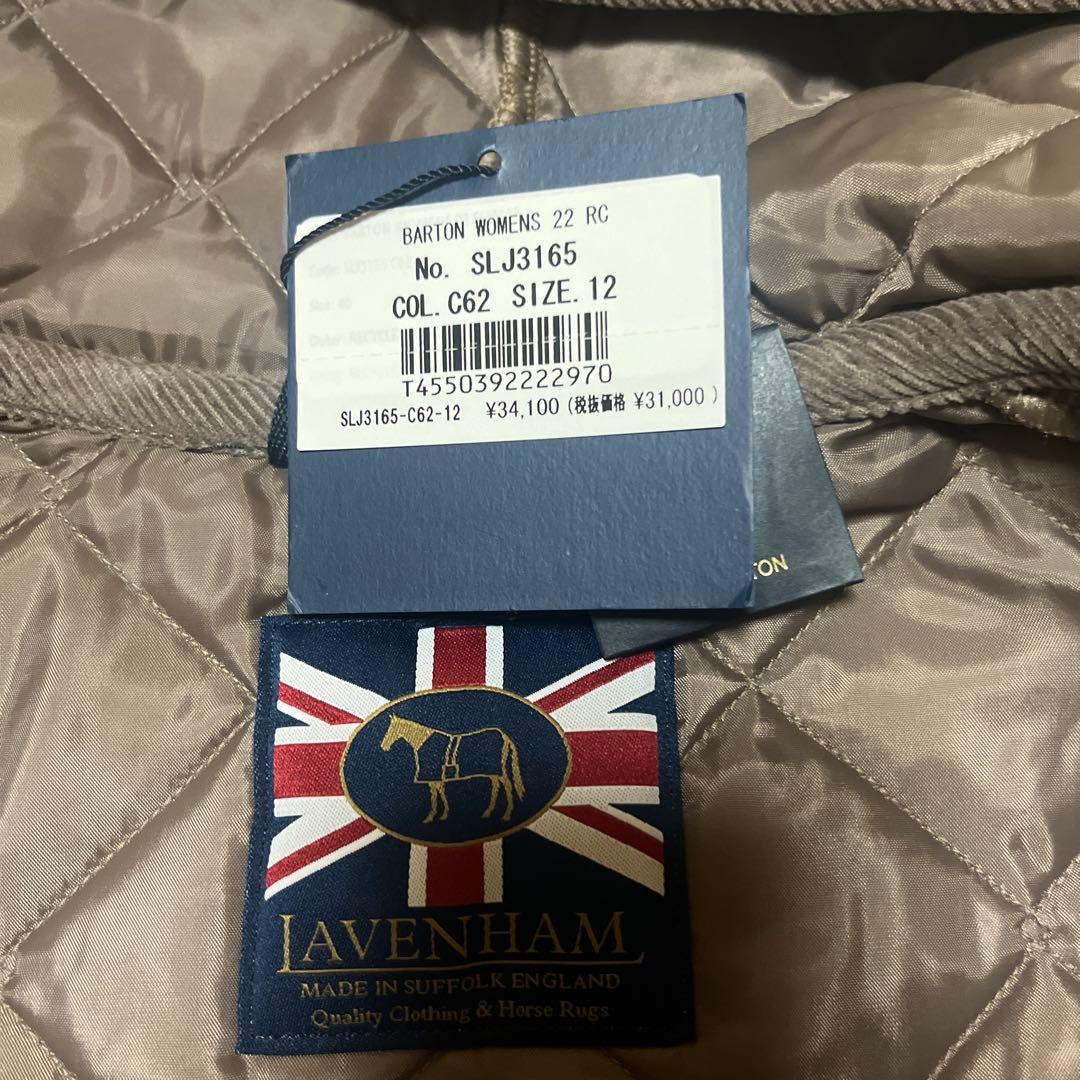 BARTON WOMENS 22 RC
No. SLJ3165
COL. C62 SIZE. 12
T4550392222970
SLJ3165-C62-12 ¥34,100 (税抜価格 ¥31,000 )
TON
LAVENHAM
MADE IN SUFFOLK ENGLAND
Quality Clothing & Horse Rugs